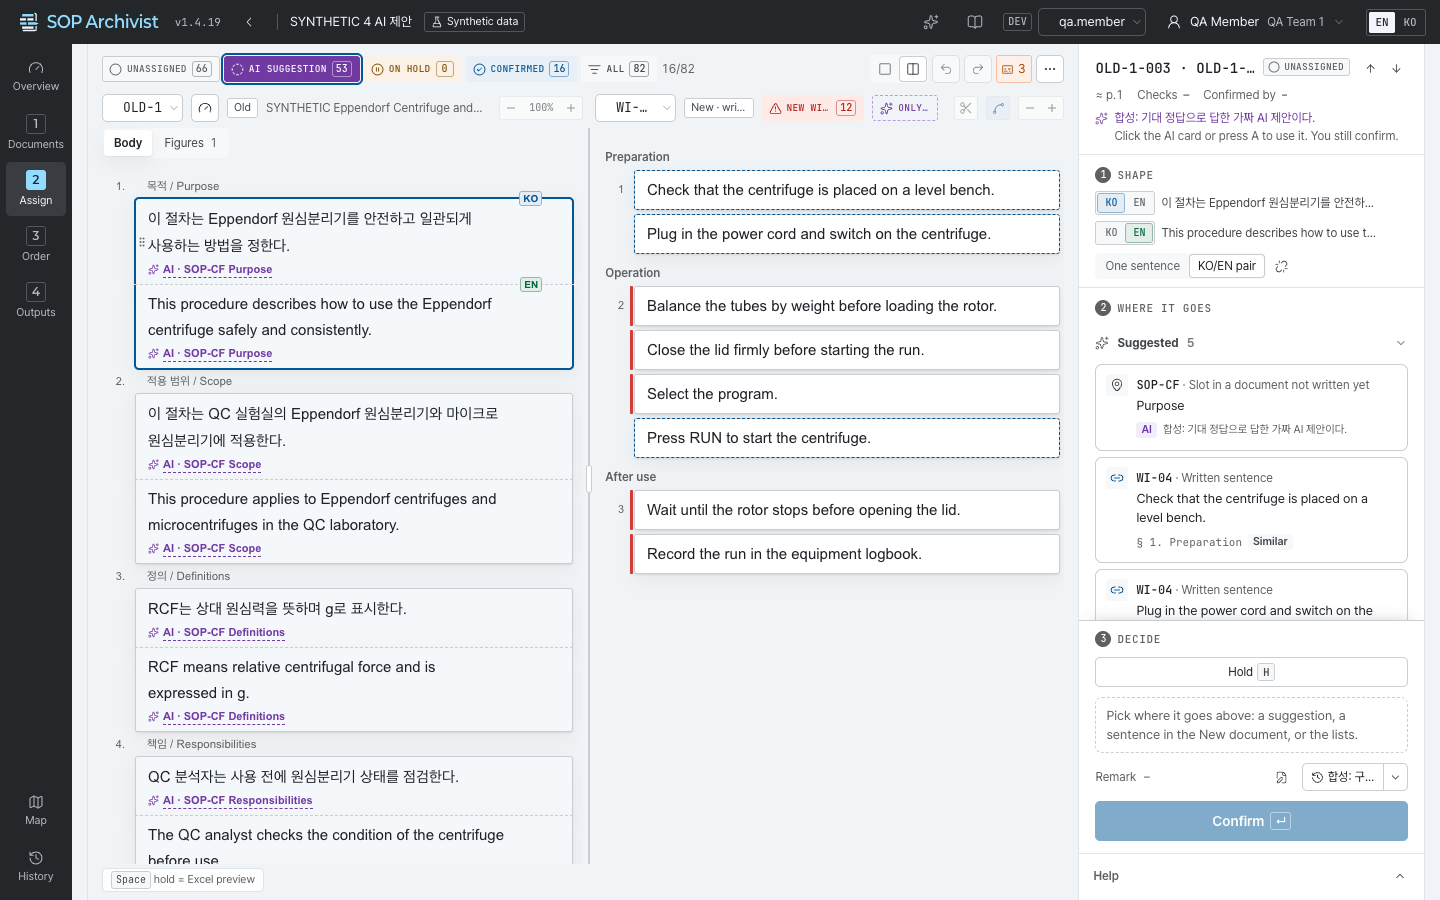 SOP Archivist v1.4.19 SYNTHETIC 4 AI 제안 Synthetic data DEV qa.member QA Member QA Team 1 EN KO
Overview
1
Documents
2
Assign
3
Order
4
Outputs
Map
History
UNASSIGNED 66 AI SUGGESTION 53 ON HOLD 0 CONFIRMED 16 ALL 82 16/82 3
OLD-1 Old SYNTHETIC Eppendorf Centrifuge and... 100% WI-... New · wri... NEW WI... 12 ONLY...
Body Figures 1
1. 목적 / Purpose
KO
이 절차는 Eppendorf 원심분리기를 안전하고 일관되게
사용하는 방법을 정한다.
AI · SOP-CF Purpose
EN
This procedure describes how to use the Eppendorf
centrifuge safely and consistently.
AI · SOP-CF Purpose
2. 적용 범위 / Scope
이 절차는 QC 실험실의 Eppendorf 원심분리기와 마이크로
원심분리기에 적용한다.
AI · SOP-CF Scope
This procedure applies to Eppendorf centrifuges and
microcentrifuges in the QC laboratory.
AI · SOP-CF Scope
3. 정의 / Definitions
RCF는 상대 원심력을 뜻하며 g로 표시한다.
AI · SOP-CF Definitions
RCF means relative centrifugal force and is
expressed in g.
AI · SOP-CF Definitions
4. 책임 / Responsibilities
QC 분석자는 사용 전에 원심분리기 상태를 점검한다.
AI · SOP-CF Responsibilities
The QC analyst checks the condition of the centrifuge
before use.
Space hold = Excel preview
Preparation
1 Check that the centrifuge is placed on a level bench.
Plug in the power cord and switch on the centrifuge.
Operation
2 Balance the tubes by weight before loading the rotor.
Close the lid firmly before starting the run.
Select the program.
Press RUN to start the centrifuge.
After use
3 Wait until the rotor stops before opening the lid.
Record the run in the equipment logbook.
OLD-1-003 · OLD-1-... UNASSIGNED
≈ p.1 Checks – Confirmed by –
합성: 기대 정답으로 답한 가짜 AI 제안이다.
Click the AI card or press A to use it. You still confirm.
1 SHAPE
KO EN 이 절차는 Eppendorf 원심분리기를 안전하...
KO EN This procedure describes how to use t...
One sentence KO/EN pair
2 WHERE IT GOES
Suggested 5
SOP-CF · Slot in a document not written yet
Purpose
AI 합성: 기대 정답으로 답한 가짜 AI 제안이다.
WI-04 · Written sentence
Check that the centrifuge is placed on a
level bench.
§ 1. Preparation Similar
WI-04 · Written sentence
Plug in the power cord and switch on the
3 DECIDE
Hold H
Pick where it goes above: a suggestion, a
sentence in the New document, or the lists.
Remark – 합성: 구...
Confirm
Help